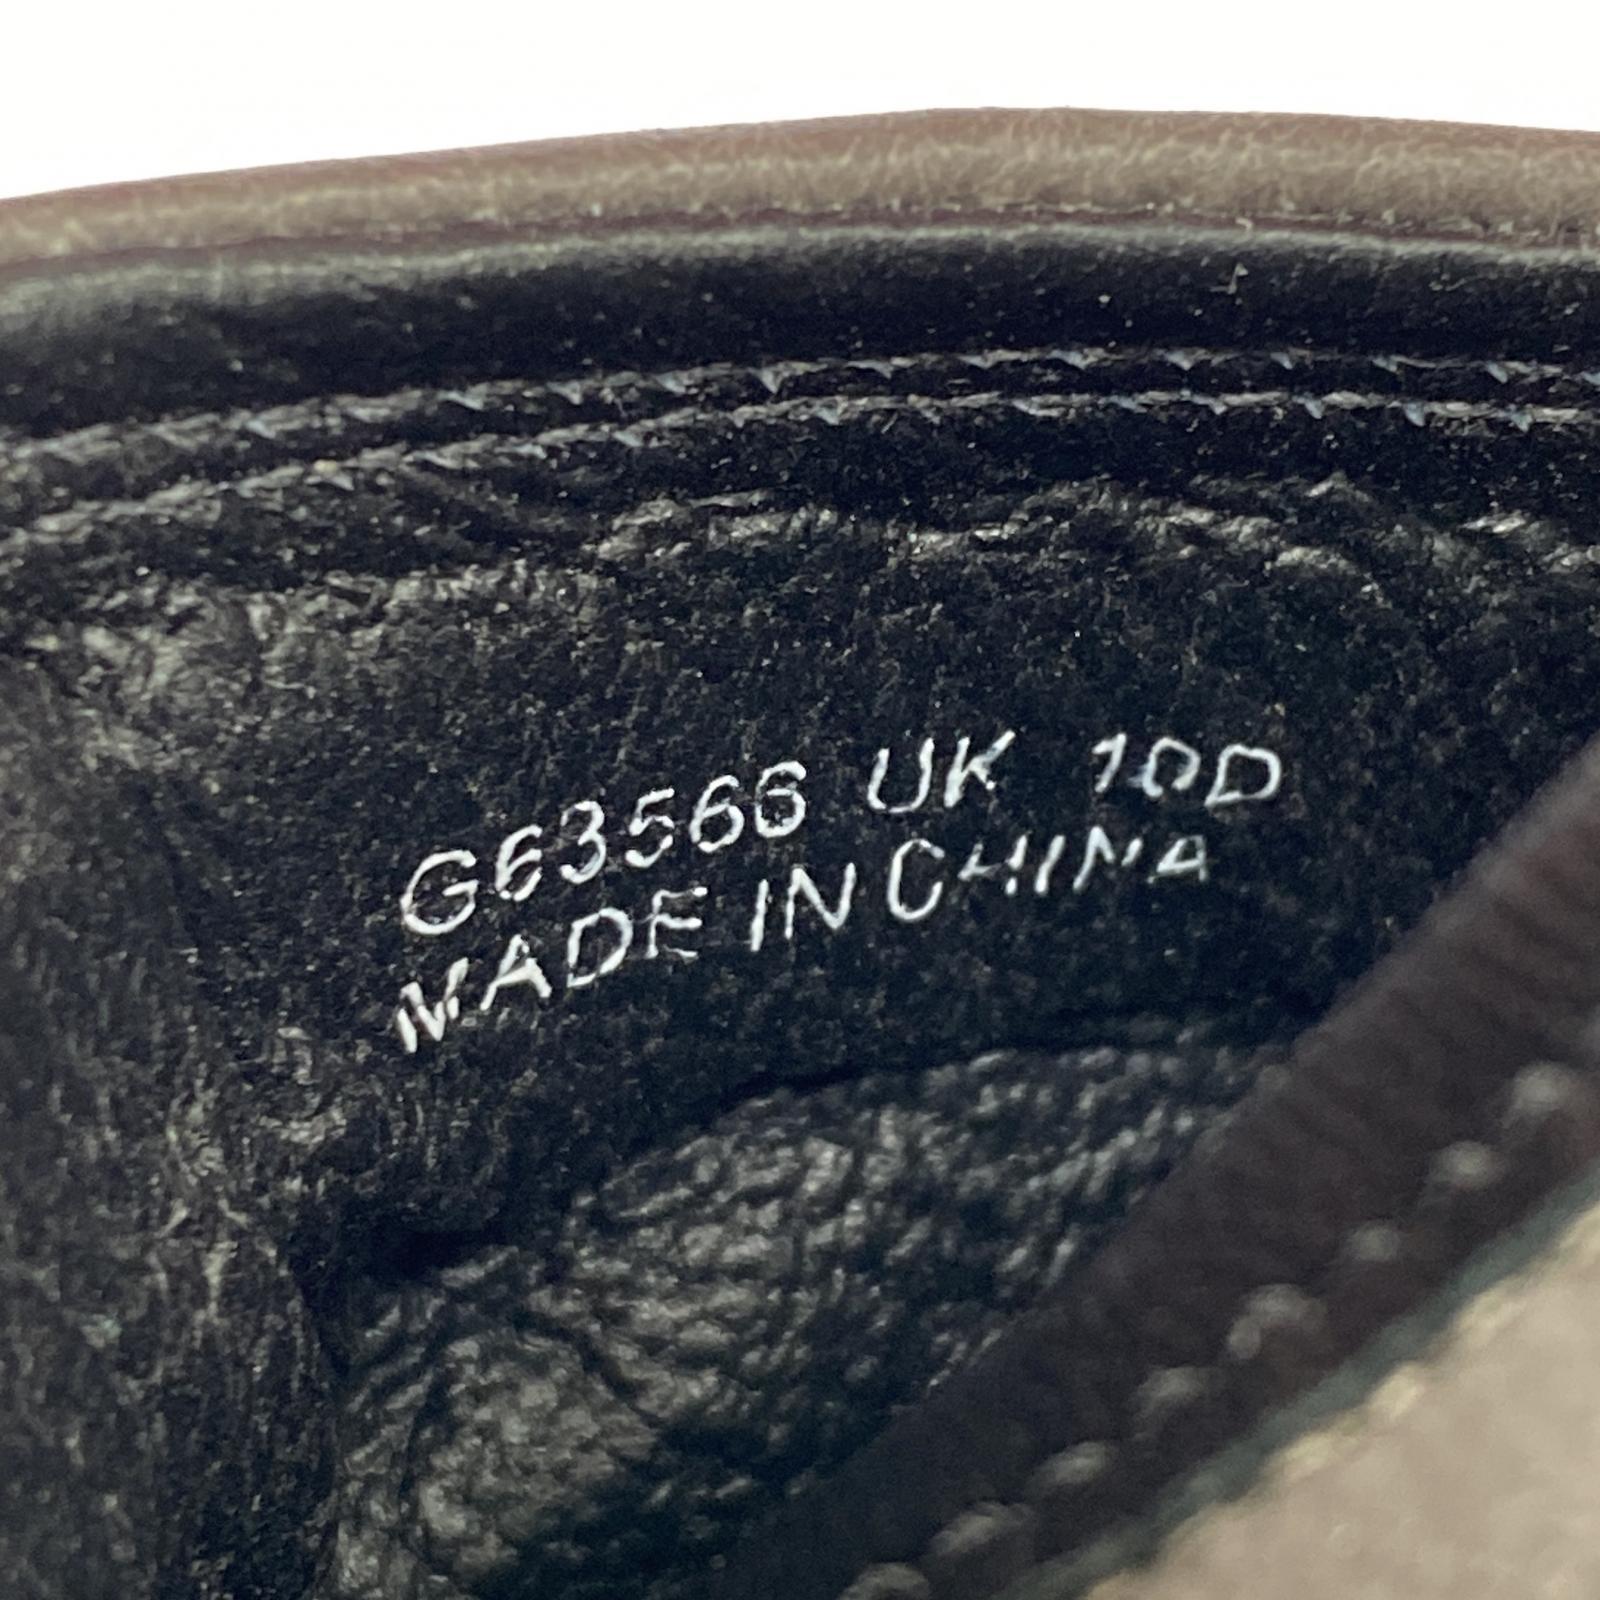 G63566 UK 10D
MADE IN CHINA